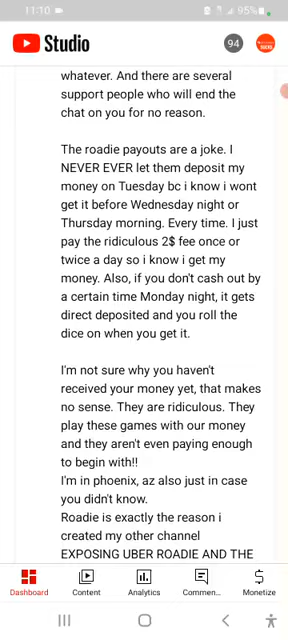 11:10
95%
Studio
94
whatever. And there are several
support people who will end the
chat on you for no reason.
The roadie payouts are a joke. I
NEVER EVER let them deposit my
money on Tuesday bc i know i wont
get it before Wednesday night or
Thursday morning. Every time. I just
pay the ridiculous 2$ fee once or
twice a day so i know i get my
money. Also, if you don't cash out by
a certain time Monday night, it gets
direct deposited and you roll the
dice on when you get it.
I'm not sure why you haven't
received your money yet, that makes
no sense. They are ridiculous. They
play these games with our money
and they aren't even paying enough
to begin with!!
I'm in phoenix, az also just in case
you didn't know.
Roadie is exactly the reason i
created my other channel
EXPOSING UBER ROADIE AND THE
Dashboard Content Analytics Commen... Monetize